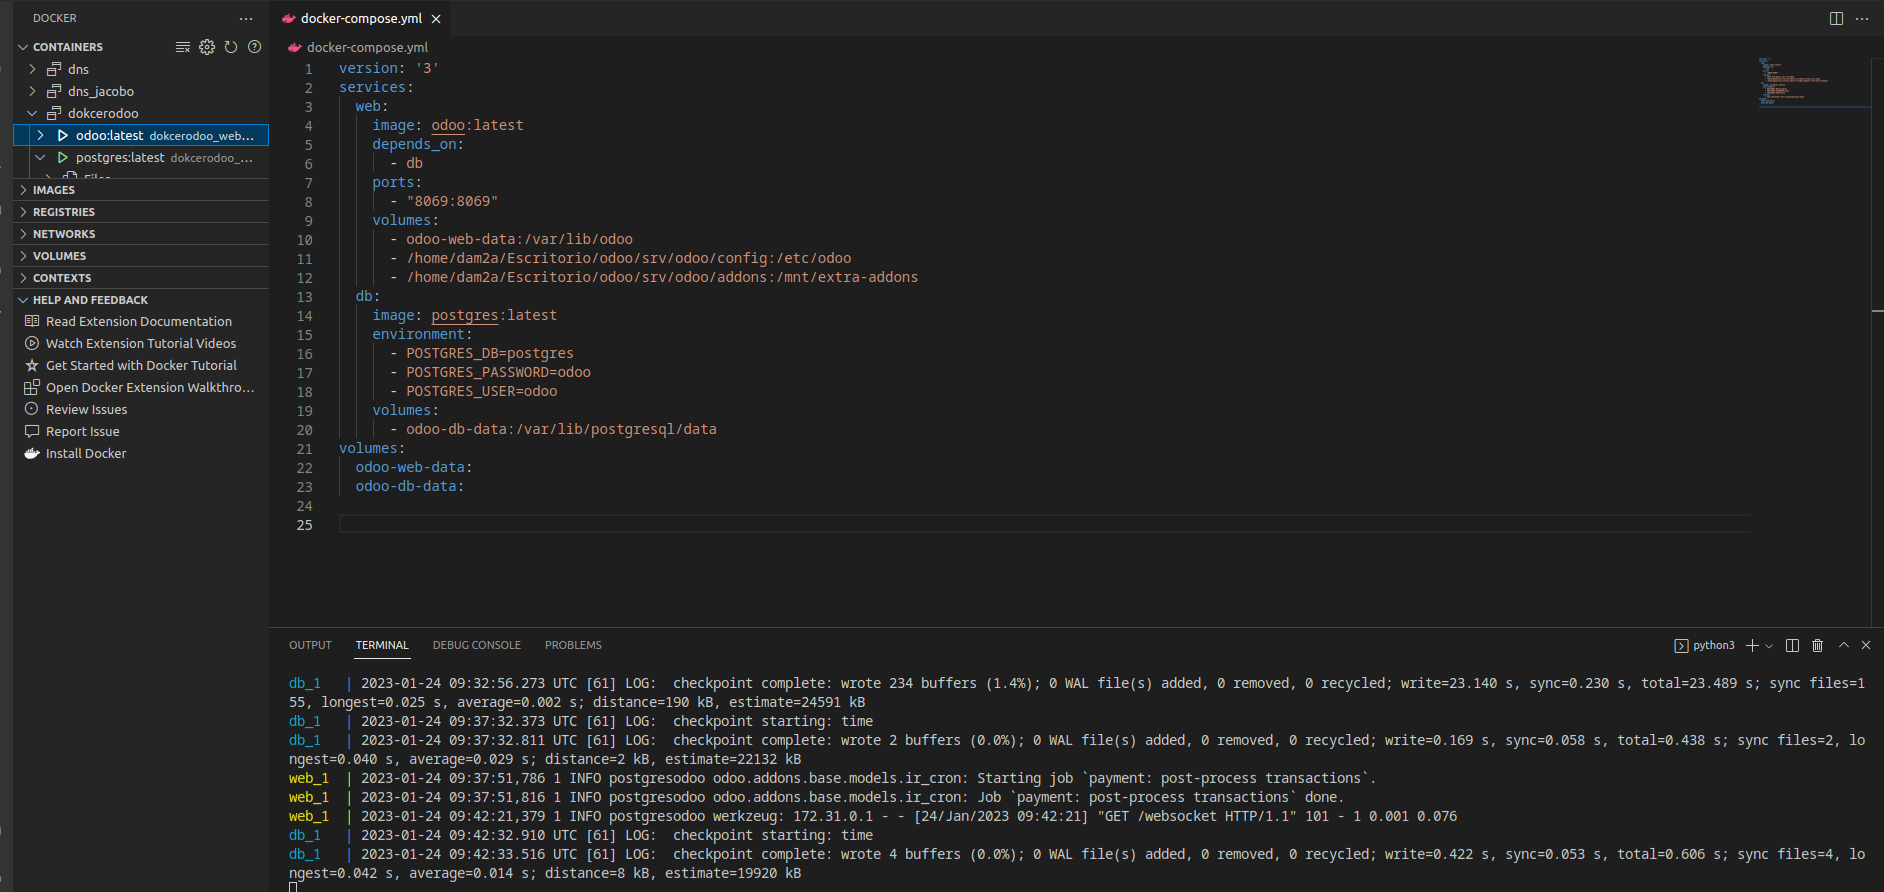 DOCKER
CONTAINERS
dns
dns_jacobo
dokcerodoo
odoo:latest dokcerodoo_web...
postgres:latest dokcerodoo_...
Files
IMAGES
REGISTRIES
NETWORKS
VOLUMES
CONTEXTS
HELP AND FEEDBACK
Read Extension Documentation
Watch Extension Tutorial Videos
Get Started with Docker Tutorial
Open Docker Extension Walkthro...
Review Issues
Report Issue
Install Docker
docker-compose.yml
docker-compose.yml
1 version: '3'
2 services:
3 web:
4 image: odoo:latest
5 depends_on:
6 - db
7 ports:
8 - "8069:8069"
9 volumes:
10 - odoo-web-data:/var/lib/odoo
11 - /home/dam2a/Escritorio/odoo/srv/odoo/config:/etc/odoo
12 - /home/dam2a/Escritorio/odoo/srv/odoo/addons:/mnt/extra-addons
13 db:
14 image: postgres:latest
15 environment:
16 - POSTGRES_DB=postgres
17 - POSTGRES_PASSWORD=odoo
18 - POSTGRES_USER=odoo
19 volumes:
20 - odoo-db-data:/var/lib/postgresql/data
21 volumes:
22 odoo-web-data:
23 odoo-db-data:
24
25
OUTPUT TERMINAL DEBUG CONSOLE PROBLEMS
python3
db_1 | 2023-01-24 09:32:56.273 UTC [61] LOG: checkpoint complete: wrote 234 buffers (1.4%); 0 WAL file(s) added, 0 removed, 0 recycled; write=23.140 s, sync=0.230 s, total=23.489 s; sync files=1
55, longest=0.025 s, average=0.002 s; distance=190 kB, estimate=24591 kB
db_1 | 2023-01-24 09:37:32.373 UTC [61] LOG: checkpoint starting: time
db_1 | 2023-01-24 09:37:32.811 UTC [61] LOG: checkpoint complete: wrote 2 buffers (0.0%); 0 WAL file(s) added, 0 removed, 0 recycled; write=0.169 s, sync=0.058 s, total=0.438 s; sync files=2, lo
ngest=0.040 s, average=0.029 s; distance=2 kB, estimate=22132 kB
web_1 | 2023-01-24 09:37:51,786 1 INFO postgresodoo odoo.addons.base.models.ir_cron: Starting job `payment: post-process transactions`.
web_1 | 2023-01-24 09:37:51,816 1 INFO postgresodoo odoo.addons.base.models.ir_cron: Job `payment: post-process transactions` done.
web_1 | 2023-01-24 09:42:21,379 1 INFO postgresodoo werkzeug: 172.31.0.1 - - [24/Jan/2023 09:42:21] "GET /websocket HTTP/1.1" 101 - 1 0.001 0.076
db_1 | 2023-01-24 09:42:32.910 UTC [61] LOG: checkpoint starting: time
db_1 | 2023-01-24 09:42:33.516 UTC [61] LOG: checkpoint complete: wrote 4 buffers (0.0%); 0 WAL file(s) added, 0 removed, 0 recycled; write=0.422 s, sync=0.053 s, total=0.606 s; sync files=4, lo
ngest=0.042 s, average=0.014 s; distance=8 kB, estimate=19920 kB